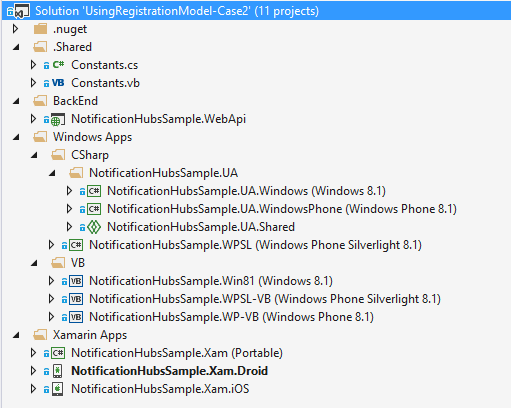 Solution 'UsingRegistrationModel-Case2' (11 projects)
.nuget
.Shared
C# Constants.cs
VB Constants.vb
BackEnd
NotificationHubsSample.WebApi
Windows Apps
CSharp
NotificationHubsSample.UA
C# NotificationHubsSample.UA.Windows (Windows 8.1)
C# NotificationHubsSample.UA.WindowsPhone (Windows Phone 8.1)
NotificationHubsSample.UA.Shared
C# NotificationHubsSample.WPSL (Windows Phone Silverlight 8.1)
VB
VB NotificationHubsSample.Win81 (Windows 8.1)
VB NotificationHubsSample.WPSL-VB (Windows Phone Silverlight 8.1)
VB NotificationHubsSample.WP-VB (Windows Phone 8.1)
Xamarin Apps
C# NotificationHubsSample.Xam (Portable)
NotificationHubsSample.Xam.Droid
NotificationHubsSample.Xam.iOS